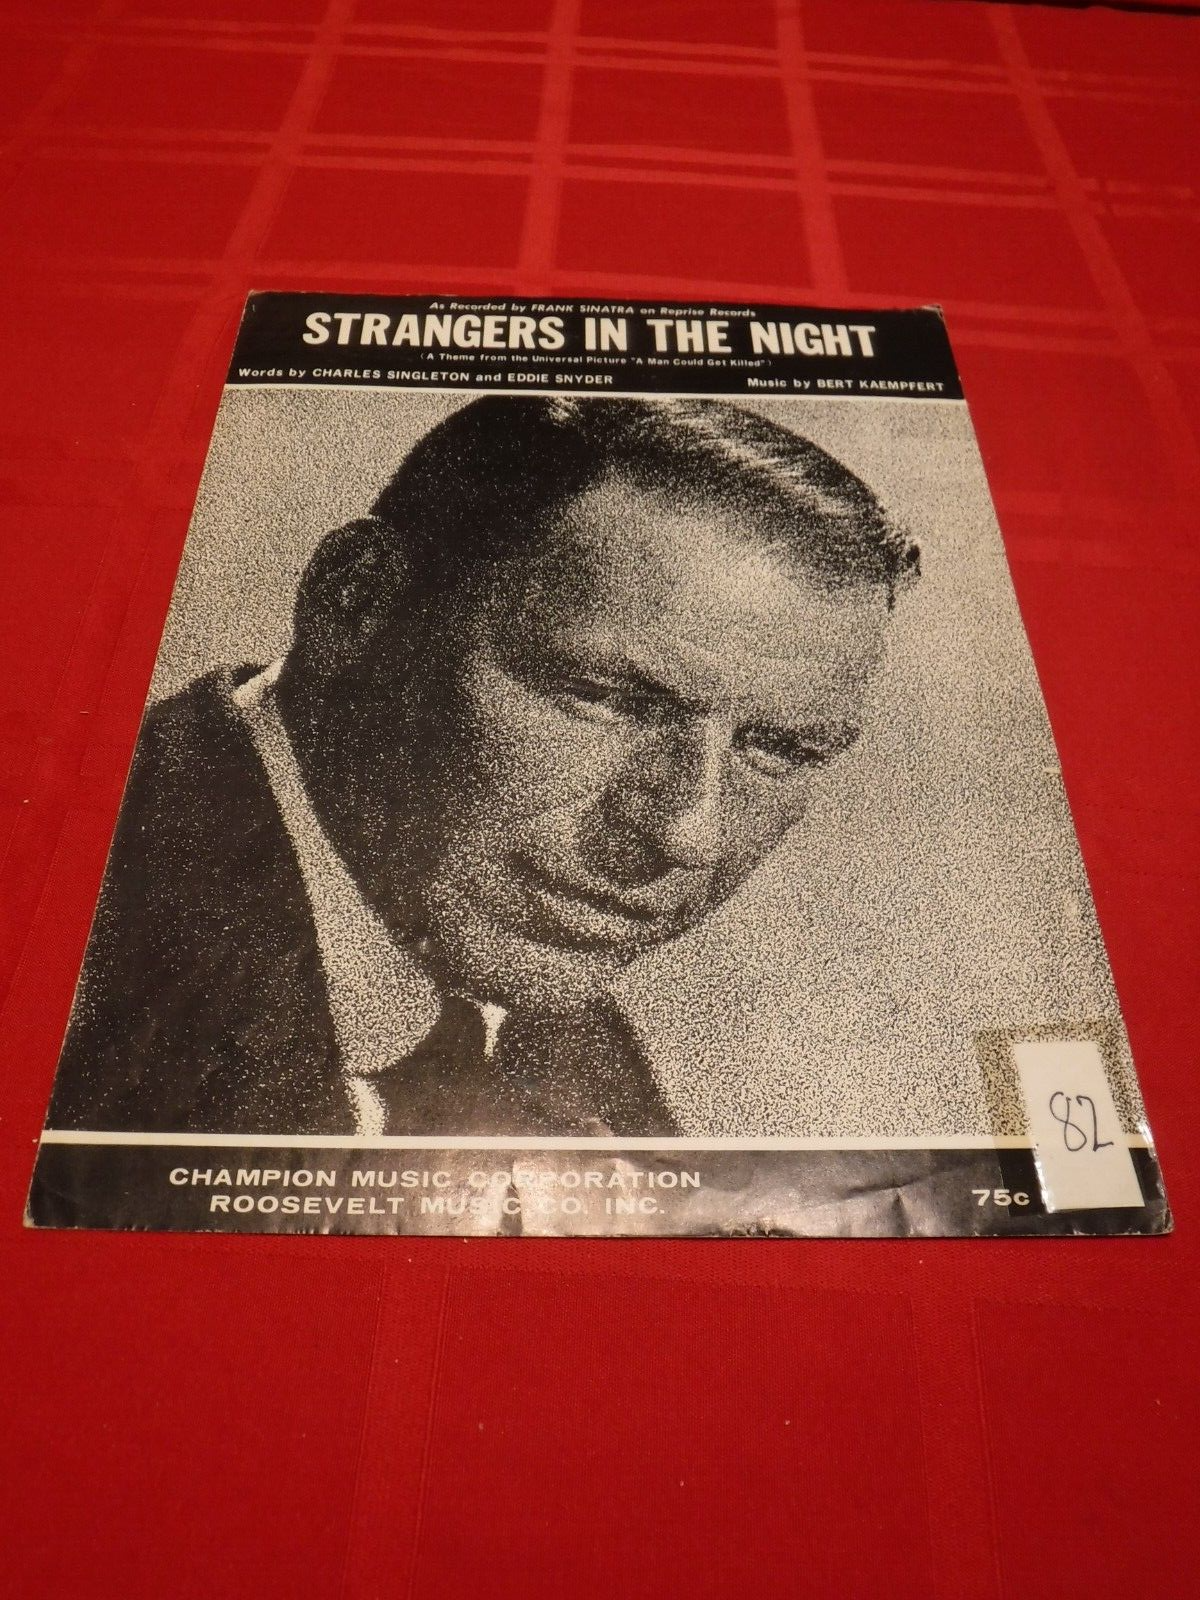 As Recorded by FRANK SINATRA on Reprise Records
STRANGERS IN THE NIGHT
(A Theme from the Universal Picture "A Man Could Get Killed")
Words by CHARLES SINGLETON and EDDIE SNYDER
Music by BERT KAEMPFERT
82
CHAMPION MUSIC CORPORATION
ROOSEVELT MUSIC CO. INC.
75c